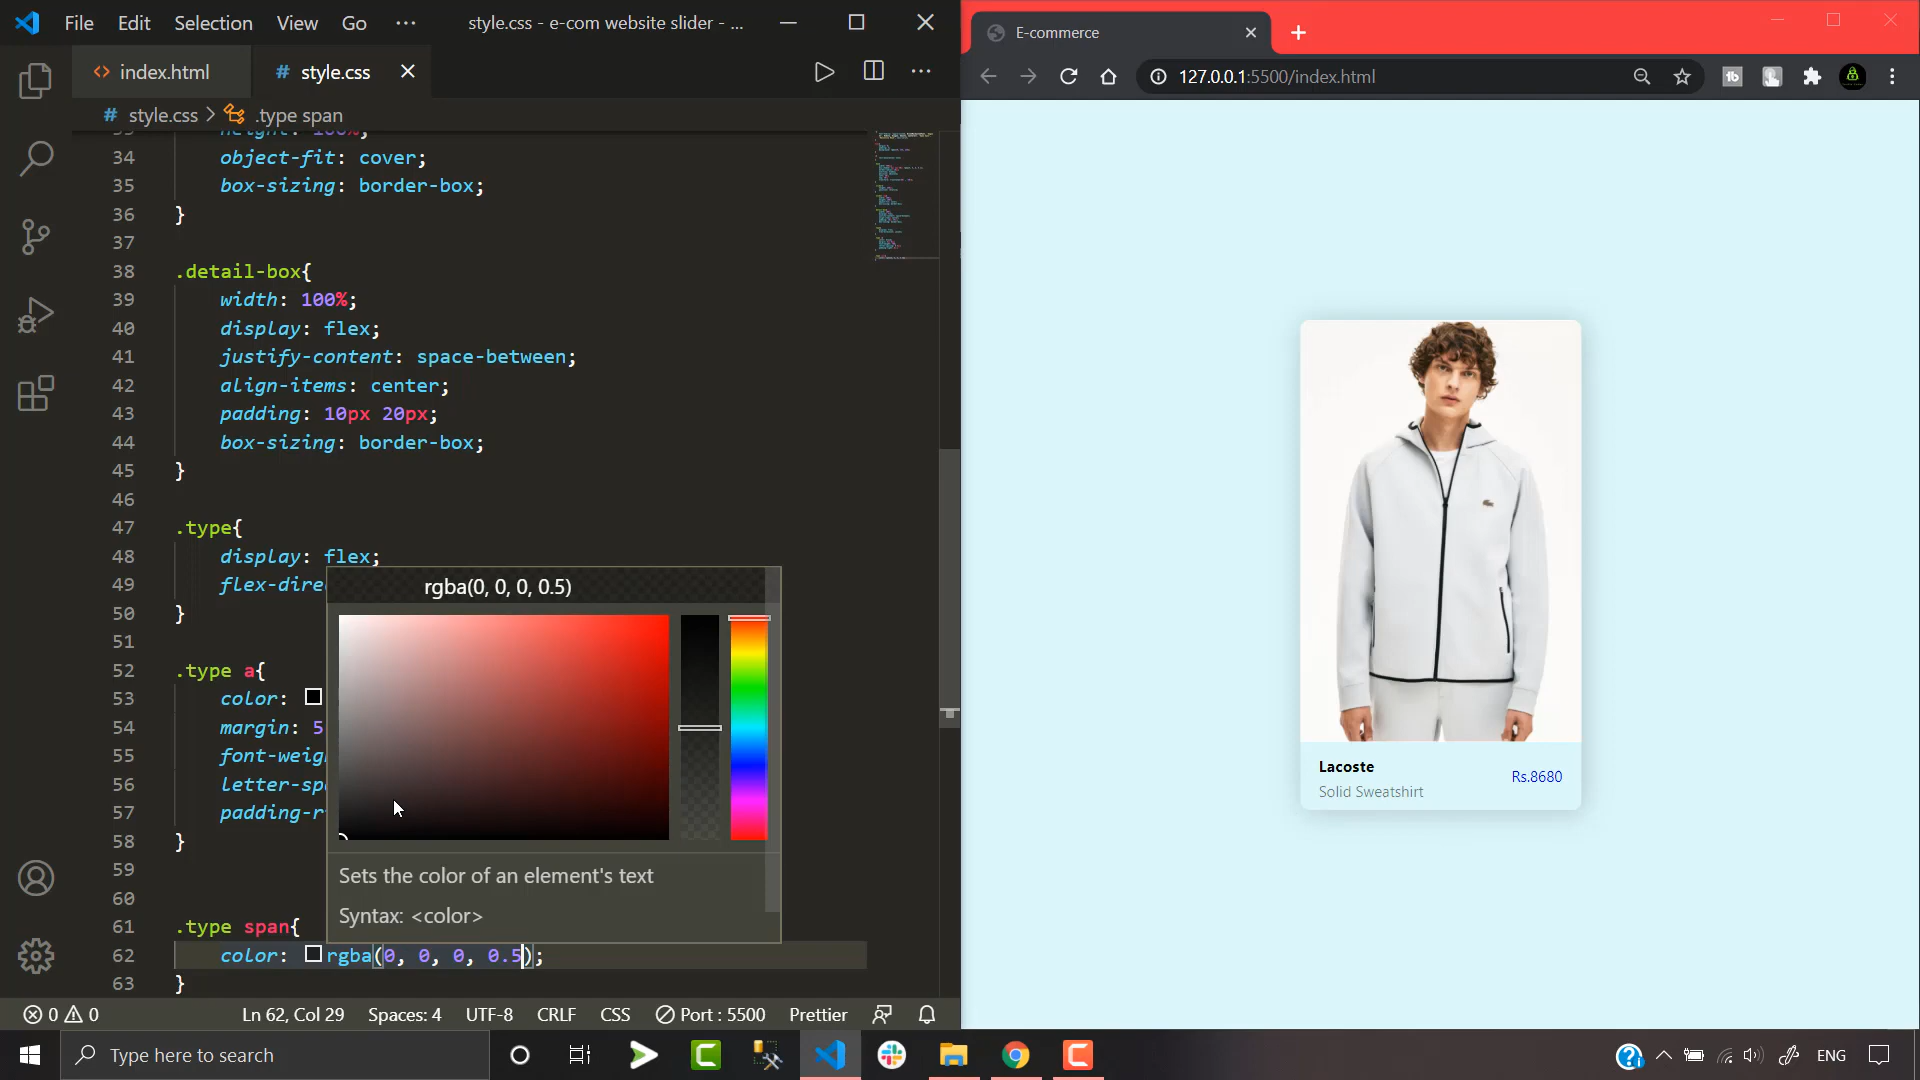 File Edit Selection View Go ··· style.css - e-com website slider - ...
index.html # style.css
# style.css > .type span
34 object-fit: cover;
35 box-sizing: border-box;
36 }
37
38 .detail-box{
39 width: 100%;
40 display: flex;
41 justify-content: space-between;
42 align-items: center;
43 padding: 10px 20px;
44 box-sizing: border-box;
45 }
46
47 .type{
48 display: flex;
49 flex-dire
50 }
51
52 .type a{
53 color:
54 margin: 5
55 font-weig
56 letter-sp
57 padding-r
58 }
59
60
61 .type span{
62 color: rgba(0, 0, 0, 0.5);
63 }
rgba(0, 0, 0, 0.5)
Sets the color of an element's text
Syntax: <color>
0 0 Ln 62, Col 29 Spaces: 4 UTF-8 CRLF CSS Port : 5500 Prettier
E-commerce
127.0.0.1:5500/index.html
Lacoste
Solid Sweatshirt
Rs.8680
Type here to search
ENG